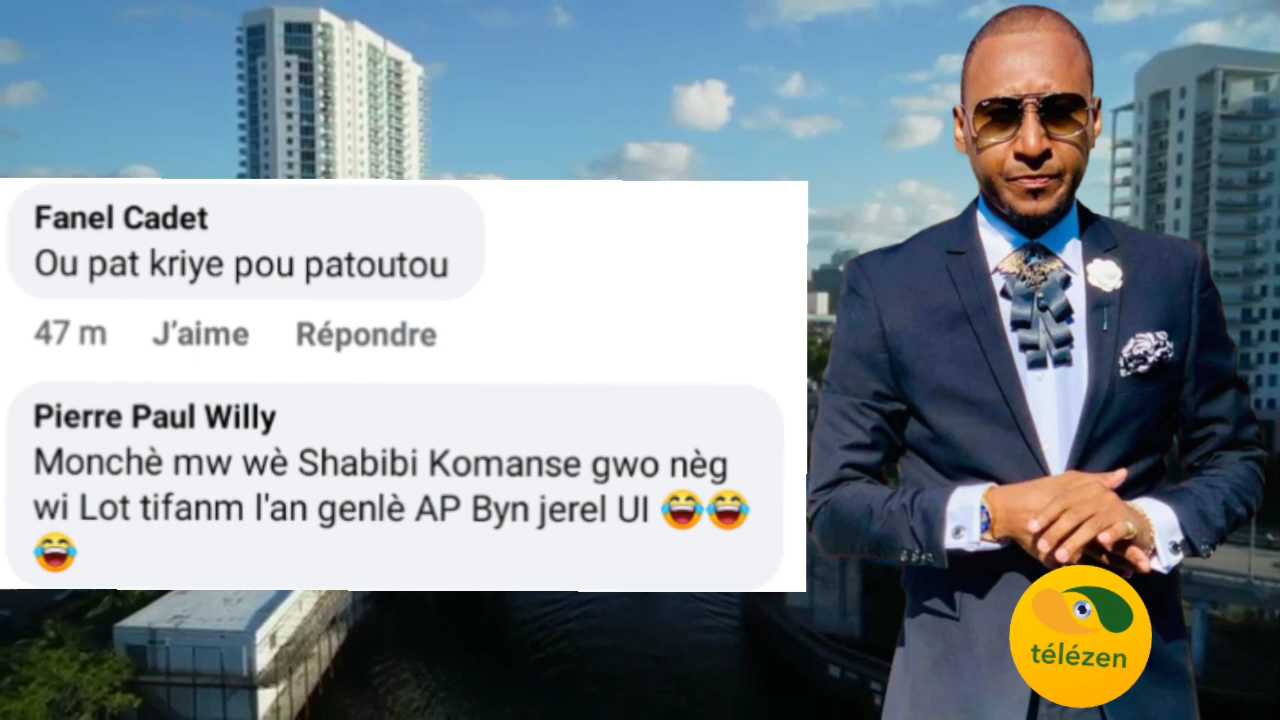 Fanel Cadet
Ou pat kriye pou patoutou
47 m J'aime Répondre
Pierre Paul Willy
Monchè mw wè Shabibi Komanse gwo nèg
wi Lot tifanm l'an genlè AP Byn jerel UI 😂😂
😂
télézen